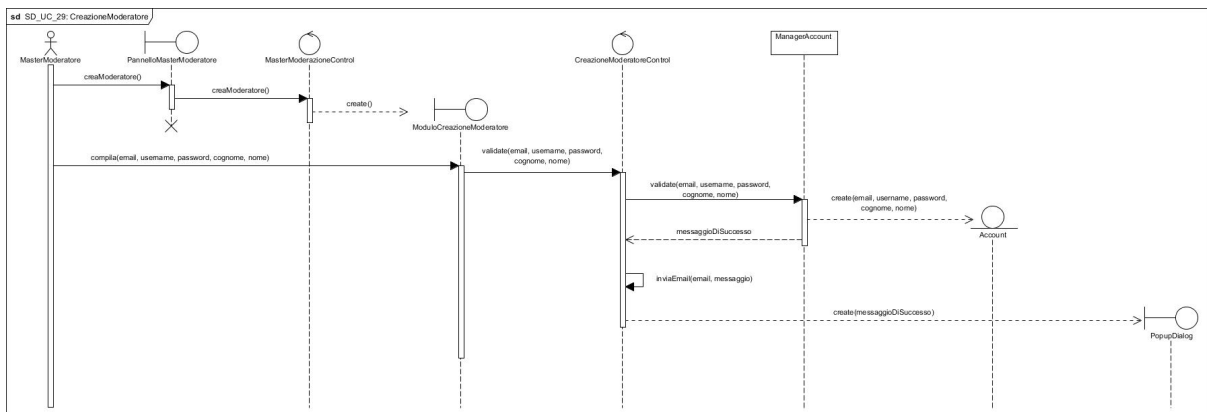 sd SD_UC_29: CreazioneModeratore
MasterModeratore
PannelloMasterModeratore
MasterModerazioneControl
CreazioneModeratoreControl
ManagerAccount
creaModeratore()
creaModeratore()
create()
ModuloCreazioneModeratore
compila(email, username, password, cognome, nome)
validate(email, username, password,
cognome, nome)
validate(email, username, password,
cognome, nome)
create(email, username, password,
cognome, nome)
Account
messaggioDiSuccesso
inviaEmail(email, messaggio)
create(messaggioDiSuccesso)
PopupDialog